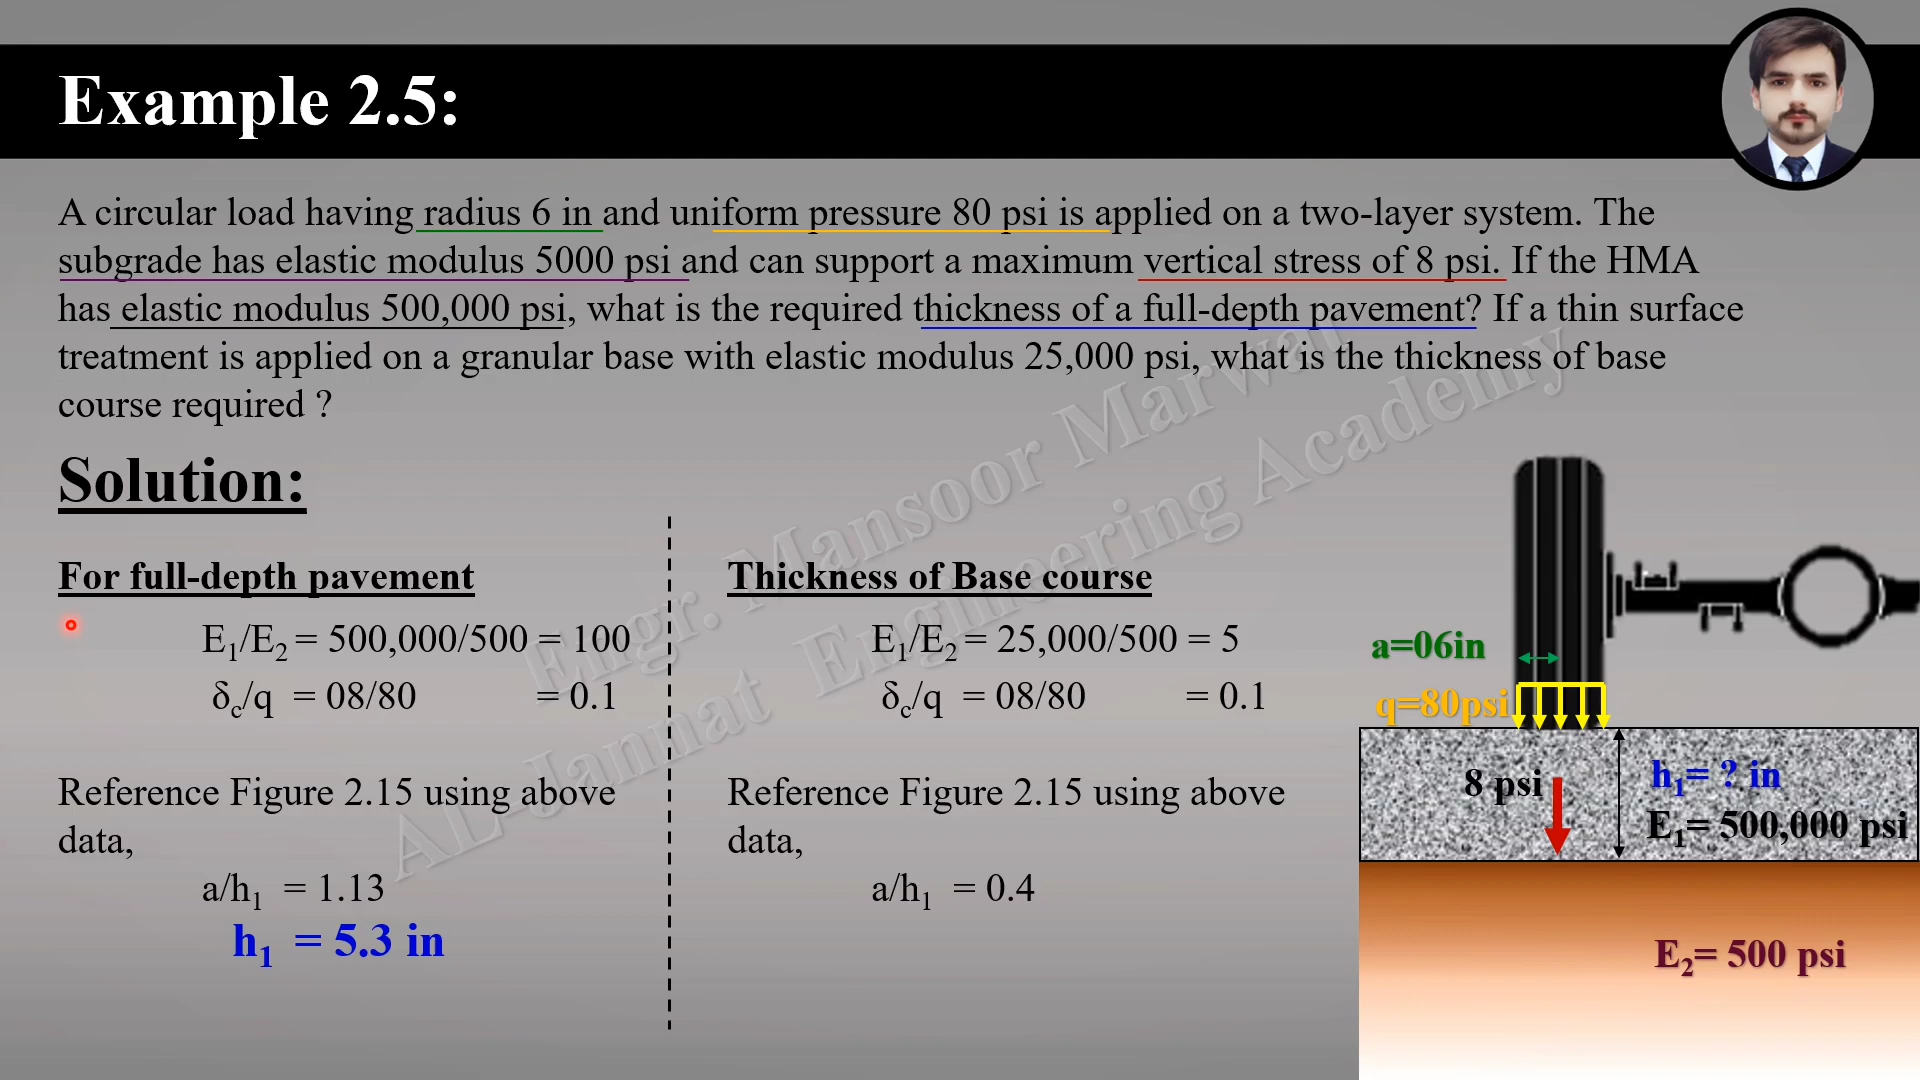 Example 2.5:
A circular load having radius 6 in and uniform pressure 80 psi is applied on a two-layer system. The
subgrade has elastic modulus 5000 psi and can support a maximum vertical stress of 8 psi. If the HMA
has elastic modulus 500,000 psi, what is the required thickness of a full-depth pavement? If a thin surface
treatment is applied on a granular base with elastic modulus 25,000 psi, what is the thickness of base
course required ?
Solution:
For full-depth pavement
E₁/E₂ = 500,000/500 = 100
δc/q = 08/80 = 0.1
Reference Figure 2.15 using above
data,
a/h₁ = 1.13
h₁ = 5.3 in
Thickness of Base course
E₁/E₂ = 25,000/500 = 5
δc/q = 08/80 = 0.1
Reference Figure 2.15 using above
data,
a/h₁ = 0.4
a=06in
q=80psi
8 psi
h₁= ? in
E₁= 500,000 psi
E₂= 500 psi
Engr. Mansoor Marwat
AL-Jannat Engineering Academy